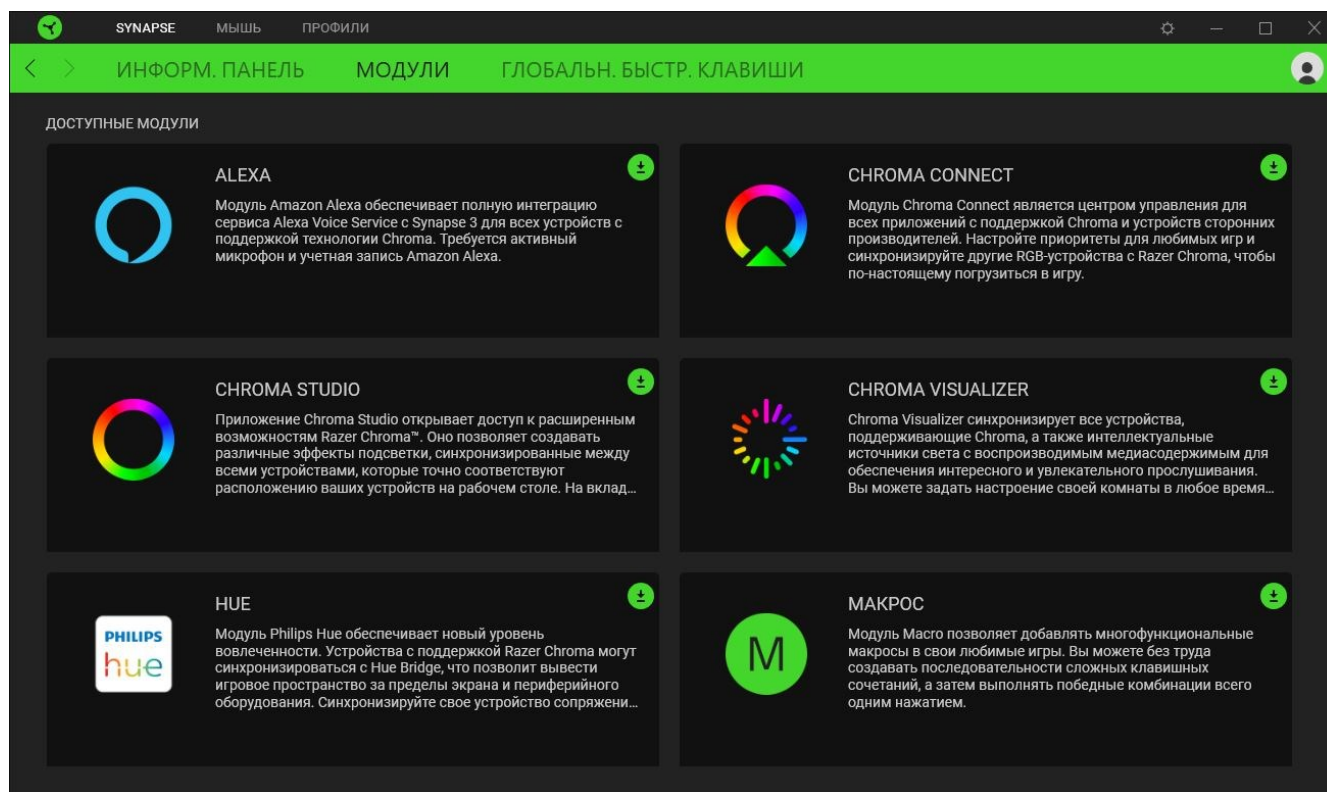 SYNAPSE МЫШЬ ПРОФИЛИ
ИНФОРМ. ПАНЕЛЬ МОДУЛИ ГЛОБАЛЬН. БЫСТР. КЛАВИШИ
ДОСТУПНЫЕ МОДУЛИ
ALEXA
Модуль Amazon Alexa обеспечивает полную интеграцию
сервиса Alexa Voice Service с Synapse 3 для всех устройств с
поддержкой технологии Chroma. Требуется активный
микрофон и учетная запись Amazon Alexa.
CHROMA CONNECT
Модуль Chroma Connect является центром управления для
всех приложений с поддержкой Chroma и устройств сторонних
производителей. Настройте приоритеты для любимых игр и
синхронизируйте другие RGB-устройства с Razer Chroma, чтобы
по-настоящему погрузиться в игру.
CHROMA STUDIO
Приложение Chroma Studio открывает доступ к расширенным
возможностям Razer Chroma™. Оно позволяет создавать
различные эффекты подсветки, синхронизированные между
всеми устройствами, которые точно соответствуют
расположению ваших устройств на рабочем столе. На вклад...
CHROMA VISUALIZER
Chroma Visualizer синхронизирует все устройства,
поддерживающие Chroma, а также интеллектуальные
источники света с воспроизводимым медиасодержимым для
обеспечения интересного и увлекательного прослушивания.
Вы можете задать настроение своей комнаты в любое время...
PHILIPS
hue
HUE
Модуль Philips Hue обеспечивает новый уровень
вовлеченности. Устройства с поддержкой Razer Chroma могут
синхронизироваться с Hue Bridge, что позволит вывести
игровое пространство за пределы экрана и периферийного
оборудования. Синхронизируйте свое устройство сопряжени...
M
МАКРОС
Модуль Macro позволяет добавлять многофункциональные
макросы в свои любимые игры. Вы можете без труда
создавать последовательности сложных клавишных
сочетаний, а затем выполнять победные комбинации всего
одним нажатием.